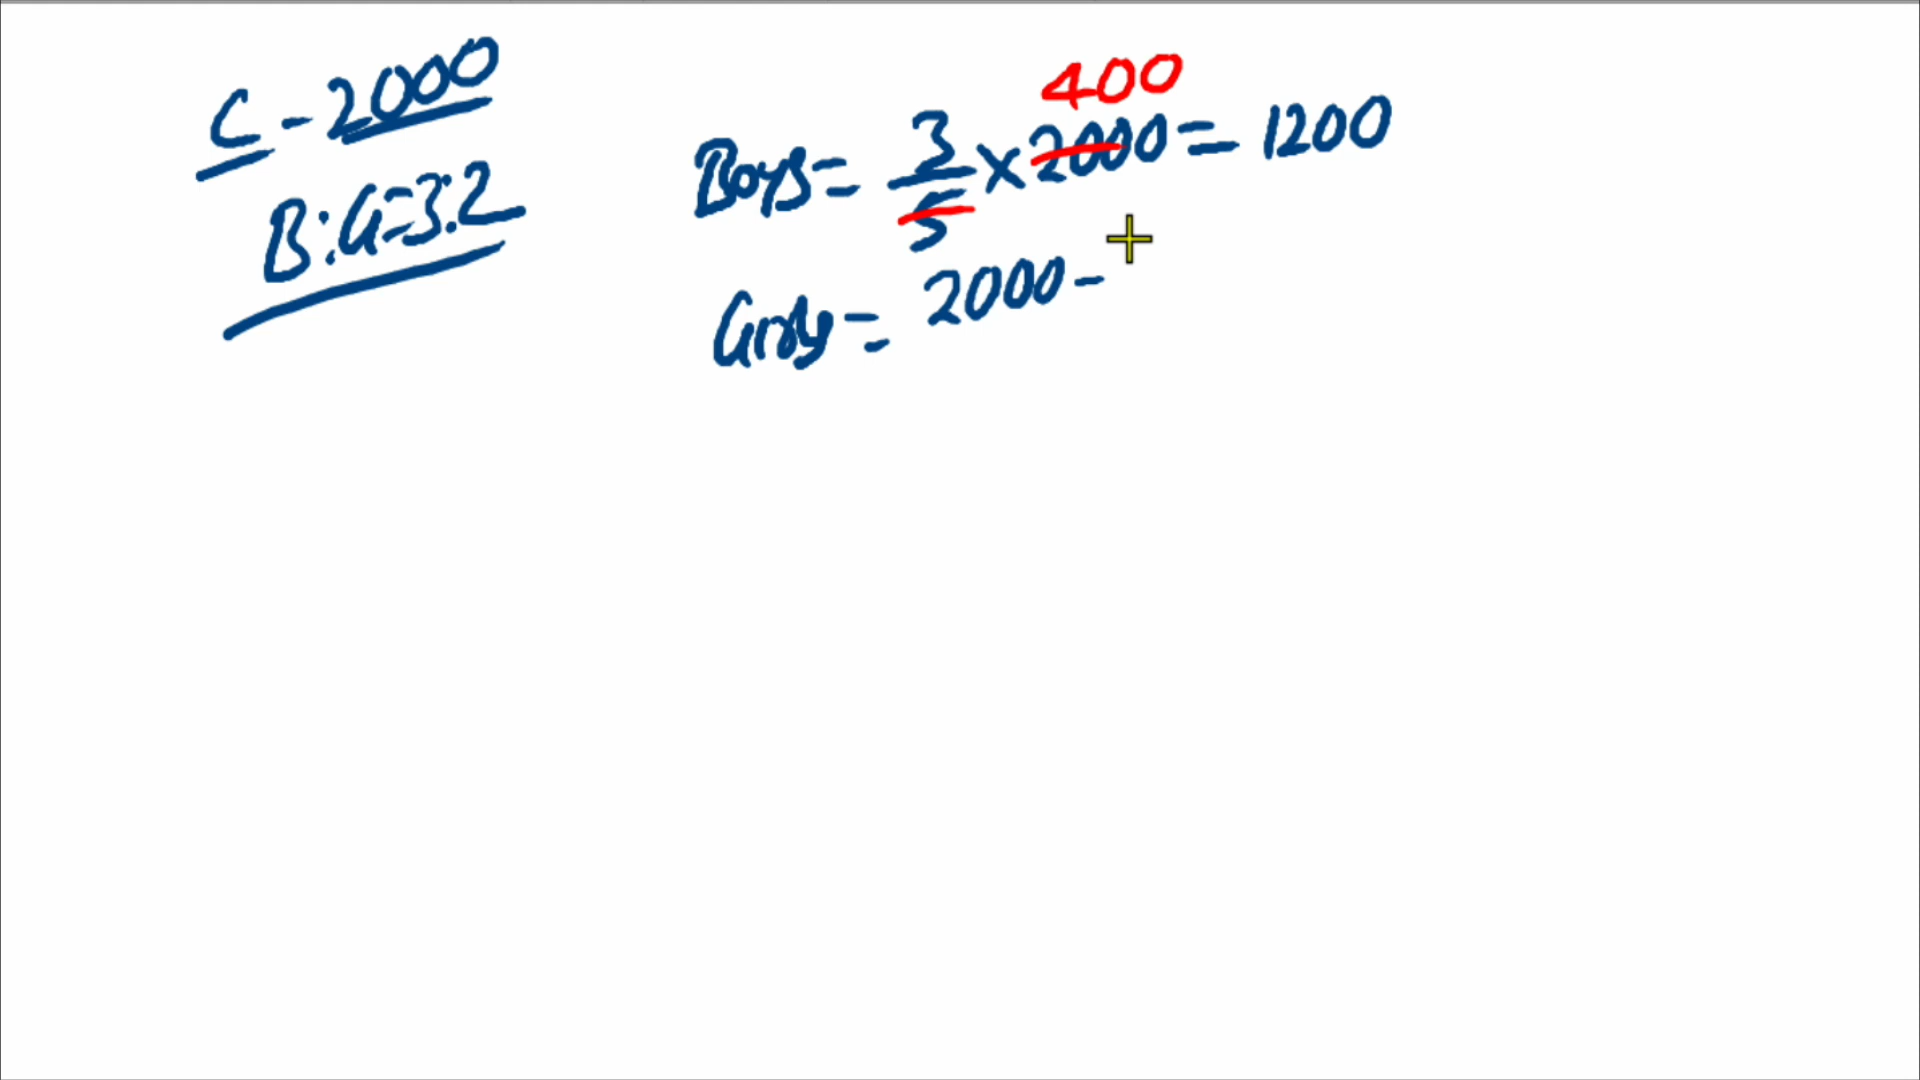 C - 2000
B:G=3:2
400
Boys = 3/5 × 2000 = 1200
Girls = 2000 -